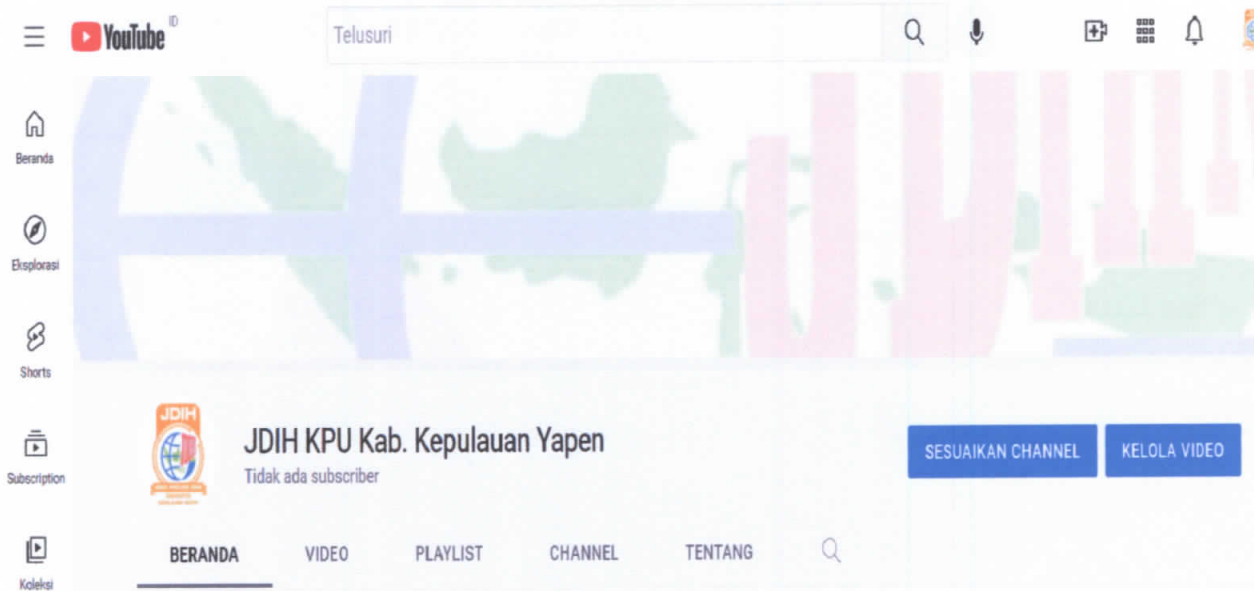 YouTube ID
Telusuri
Beranda
Eksplorasi
Shorts
Subscription
Koleksi
JDIH
JDIH KPU Kab. Kepulauan Yapen
Tidak ada subscriber
SESUAIKAN CHANNEL
KELOLA VIDEO
BERANDA
VIDEO
PLAYLIST
CHANNEL
TENTANG